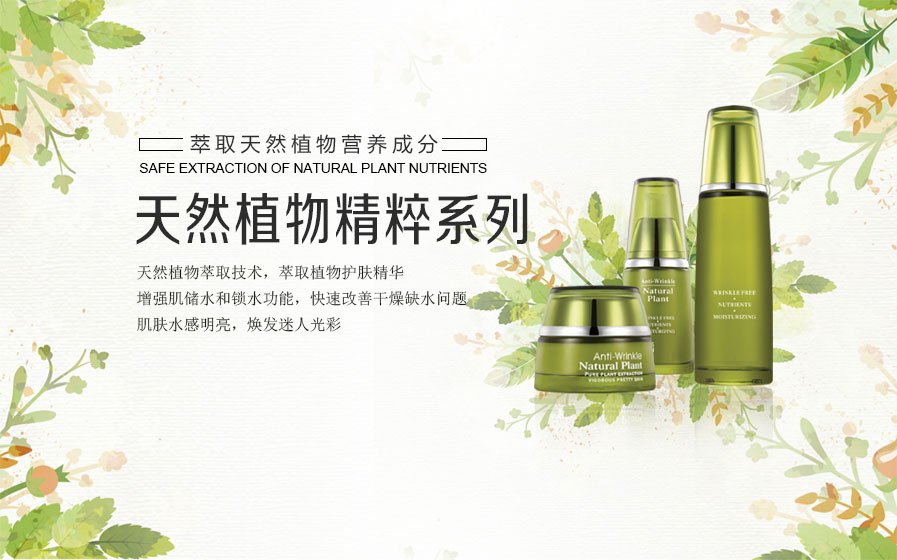 萃取天然植物营养成分
SAFE EXTRACTION OF NATURAL PLANT NUTRIENTS
天然植物精粹系列
天然植物萃取技术，萃取植物护肤精华
增强肌储水和锁水功能，快速改善干燥缺水问题
肌肤水感明亮，焕发迷人光彩
Anti-Wrinkle
Natural
Plant
WRINKLE FREE
NUTRIENTS
MOISTURIZING
WRINKLE FREE
NUTRIENTS
MOISTURIZING
Anti-Wrinkle
Natural Plant
PURE PLANT EXTRACTION
VIGOROUS PRETTY SKIN